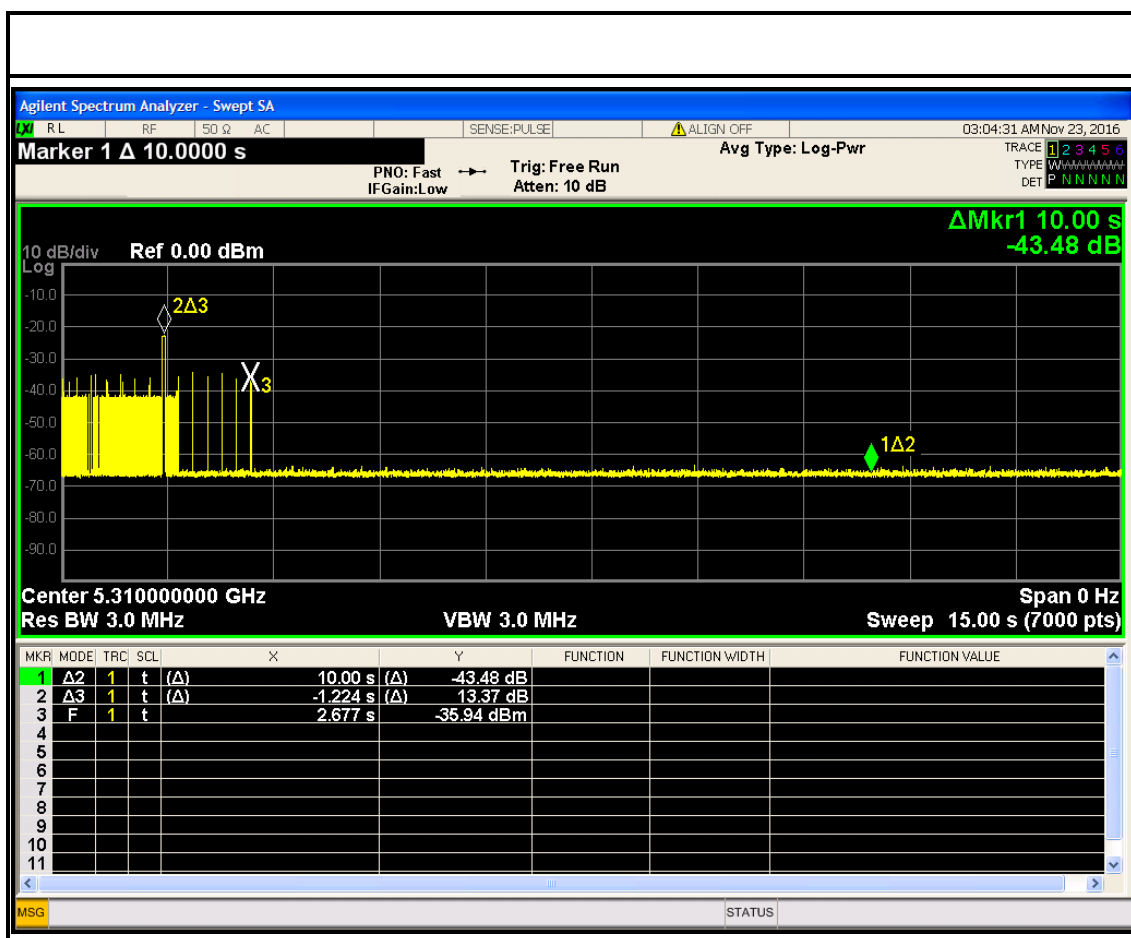 Agilent Spectrum Analyzer - Swept SA
LXI RL RF 50 Ω AC SENSE:PULSE ALIGN OFF 03:04:31 AM Nov 23, 2016
Marker 1 Δ 10.0000 s
PNO: Fast
IFGain:Low
Trig: Free Run
Atten: 10 dB
Avg Type: Log-Pwr
TRACE 1 2 3 4 5 6
TYPE WWWWWW
DET P N N N N N
ΔMkr1 10.00 s
-43.48 dB
10 dB/div Ref 0.00 dBm
Log
-10.0
2Δ3
-20.0
-30.0
X3
-40.0
-50.0
1Δ2
-60.0
-70.0
-80.0
-90.0
Center 5.310000000 GHz Span 0 Hz
Res BW 3.0 MHz VBW 3.0 MHz Sweep 15.00 s (7000 pts)
MKR MODE TRC SCL X Y FUNCTION FUNCTION WIDTH FUNCTION VALUE
1 Δ2 1 t (Δ) 10.00 s (Δ) -43.48 dB
2 Δ3 1 t (Δ) -1.224 s (Δ) 13.37 dB
3 F 1 t 2.677 s -35.94 dBm
4
5
6
7
8
9
10
11
MSG STATUS